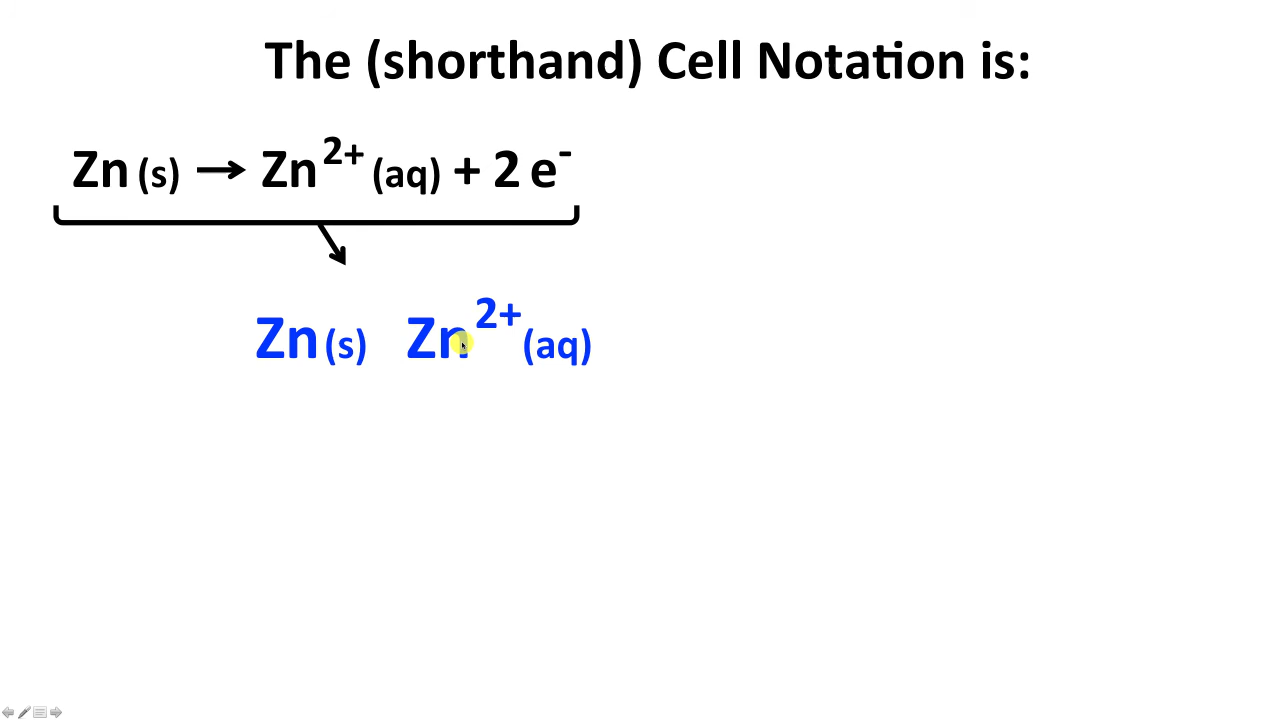 The (shorthand) Cell Notation is:
Zn (s) → Zn²⁺ (aq) + 2 e⁻
Zn (s) Zn²⁺ (aq)